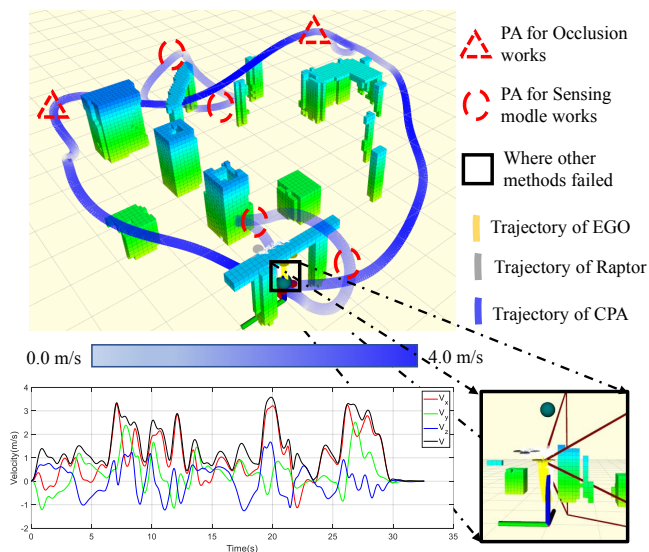 PA for Occlusion
works
PA for Sensing
modle works
Where other
methods failed
Trajectory of EGO
Trajectory of Raptor
Trajectory of CPA
0.0 m/s
4.0 m/s
Velocity(m/s)
4
3
2
1
0
-1
-2
0
5
10
15
20
25
30
35
Time(s)
Vx
Vy
Vz
V